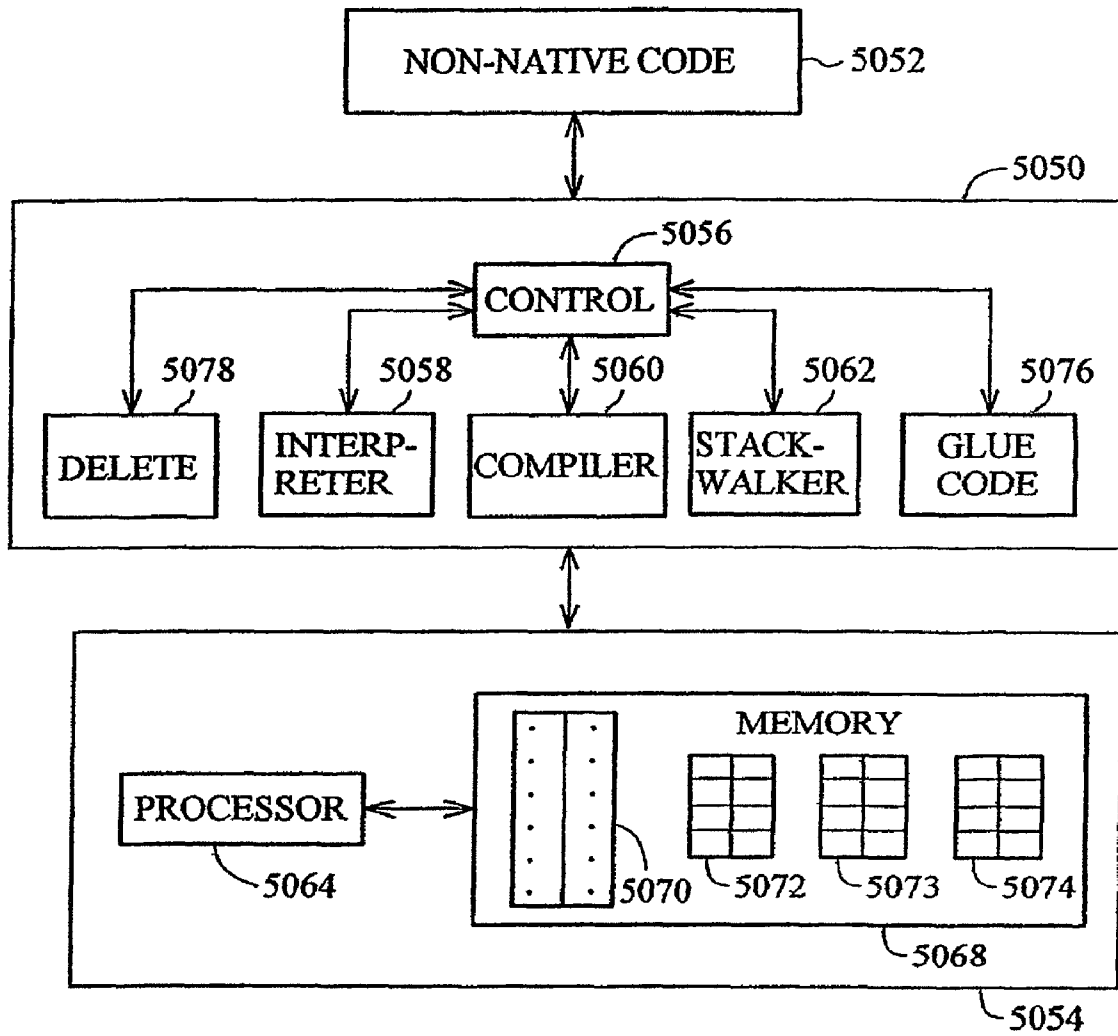 NON-NATIVE CODE
5052
5050
5056
CONTROL
5078
5058
5060
5062
5076
DELETE
INTERP-
RETER
COMPILER
STACK-
WALKER
GLUE
CODE
MEMORY
PROCESSOR
5064
5070
5072
5073
5074
5068
5054